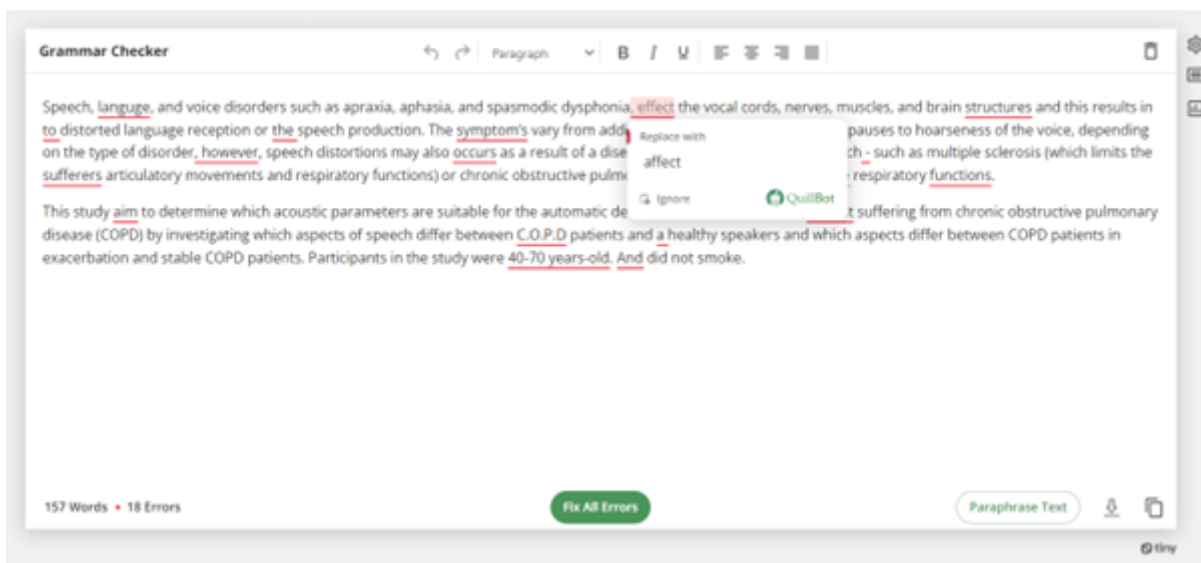 Grammar Checker Paragraph B I U
Speech, languge, and voice disorders such as apraxia, aphasia, and spasmodic dysphonia, effect the vocal cords, nerves, muscles, and brain structures and this results in
to distorted language reception or the speech production. The symptom's vary from addi Replace with pauses to hoarseness of the voice, depending
on the type of disorder, however, speech distortions may also occurs as a result of a dise affect ch - such as multiple sclerosis (which limits the
sufferers articulatory movements and respiratory functions) or chronic obstructive pulm respiratory functions.
Ignore QuillBot
This study aim to determine which acoustic parameters are suitable for the automatic de t suffering from chronic obstructive pulmonary
disease (COPD) by investigating which aspects of speech differ between C.O.P.D patients and a healthy speakers and which aspects differ between COPD patients in
exacerbation and stable COPD patients. Participants in the study were 40-70 years-old. And did not smoke.
157 Words • 18 Errors Fix All Errors Paraphrase Text
tiny